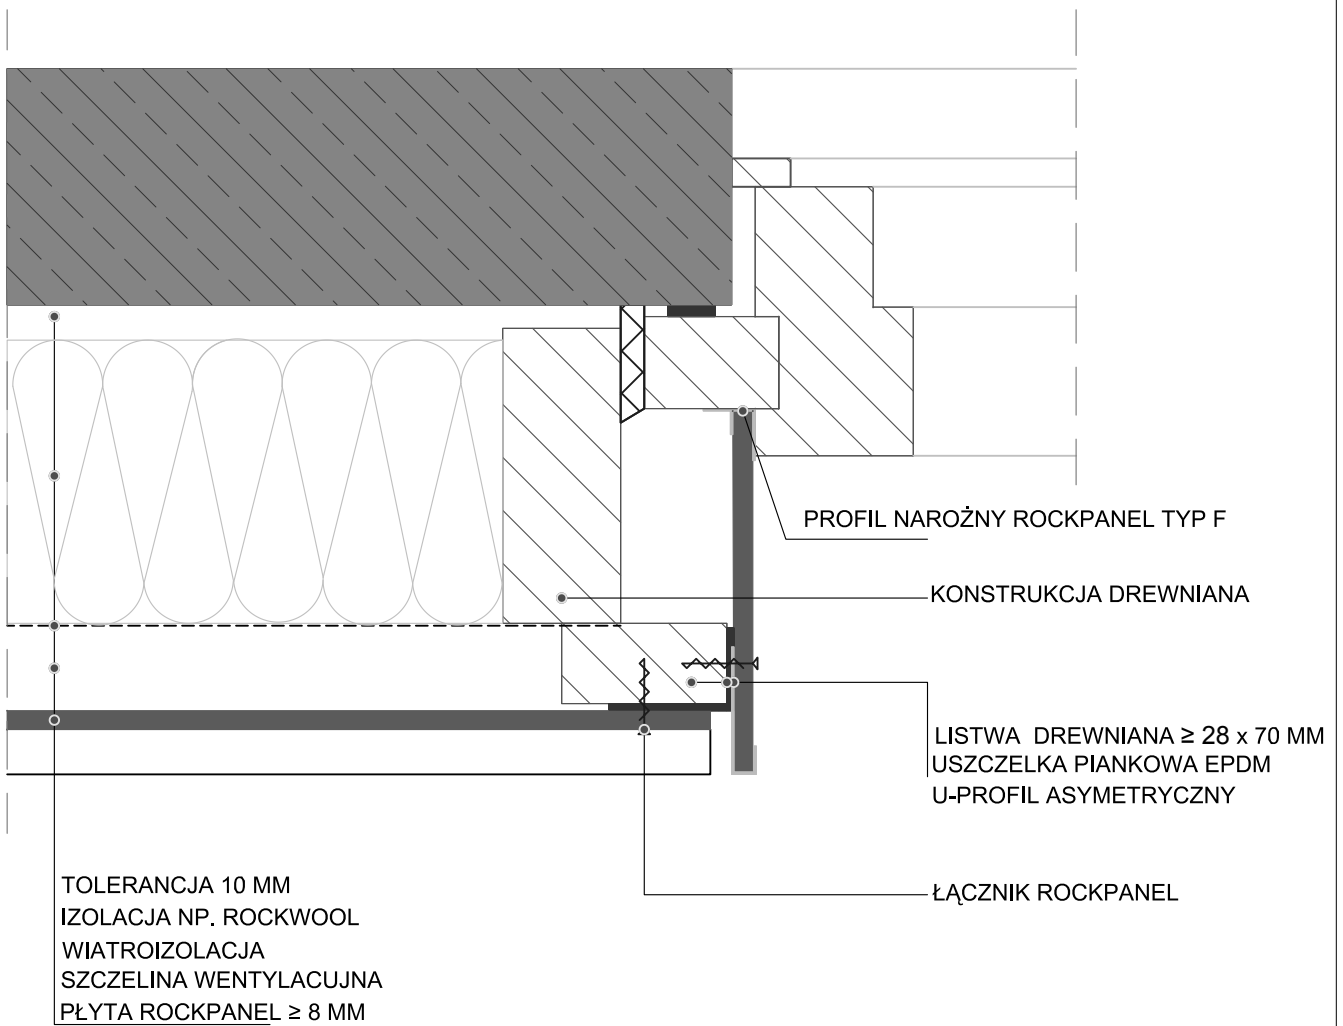 PROFIL NAROŻNY ROCKPANEL TYP F
KONSTRUKCJA DREWNIANA
LISTWA DREWNIANA ≥ 28 x 70 MM
USZCZELKA PIANKOWA EPDM
U-PROFIL ASYMETRYCZNY
ŁĄCZNIK ROCKPANEL
TOLERANCJA 10 MM
IZOLACJA NP. ROCKWOOL
WIATROIZOLACJA
SZCZELINA WENTYLACUJNA
PŁYTA ROCKPANEL ≥ 8 MM